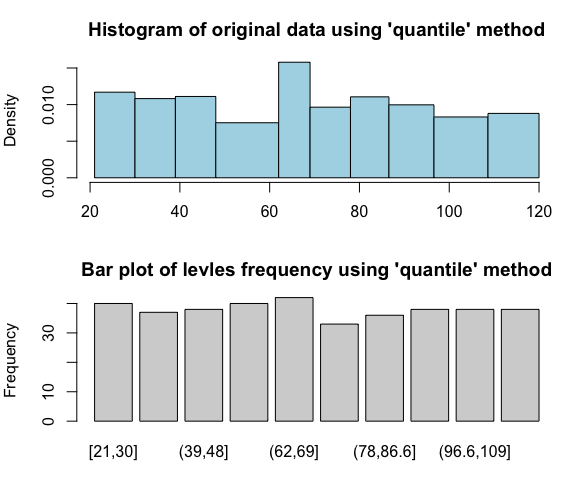 Histogram of original data using 'quantile' method
Density
0.010
0.000
20 40 60 80 100 120
Bar plot of levles frequency using 'quantile' method
Frequency
30
10
0
[21,30] (39,48] (62,69] (78,86.6] (96.6,109]